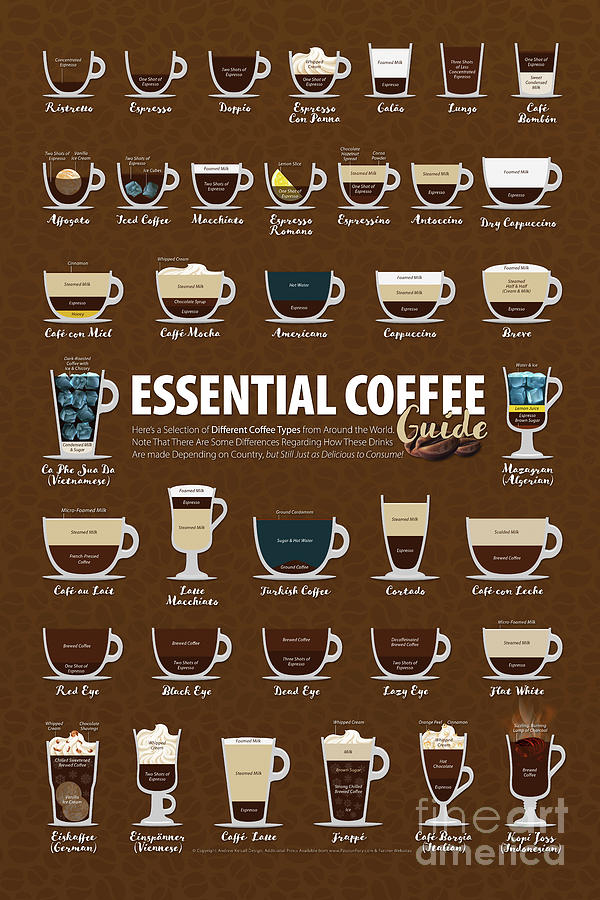 Concentrated
Espresso
Ristretto
One Shot of
Espresso
Espresso
Two Shots of
Espresso
Doppio
Whipped
Cream
One Shot of
Espresso
Espresso
Con Panna
Foamed Milk
Espresso
Galão
Three Shots
of Less
Concentrated
Espresso
Lungo
One Shot of
Espresso
Sweet
Condensed
Milk
Café
Bombón
Two Shots of
Espresso
Vanilla
Ice Cream
Affogato
Two Shots of
Espresso
Ice Cubes
Iced Coffee
Foamed Milk
Two Shots of
Espresso
Macchiato
Lemon Slice
One Shot of
Espresso
Espresso
Romano
Chocolate
Hazelnut
Spread
Cocoa
Powder
Steamed Milk
One Shot of
Espresso
Espressino
Steamed Milk
Espresso
Antoccino
Foamed Milk
Espresso
Dry Cappuccino
Cinnamon
Steamed Milk
Espresso
Honey
Café con Miel
Whipped Cream
Steamed Milk
Chocolate Syrup
Espresso
Caffé Mocha
Hot Water
Espresso
Americano
Foamed Milk
Steamed Milk
Espresso
Cappuccino
Foamed Milk
Steamed
Half & Half
(Cream & Milk)
Espresso
Breve
Dark-Roasted
Coffee with
Ice & Chicory
Condensed Milk
& Sugar
Ca Phe Sua Da
(Vietnamese)
ESSENTIAL COFFEE
Guide
Here's a Selection of Different Coffee Types from Around the World.
Note That There Are Some Differences Regarding How These Drinks
Are made Depending on Country, but Still Just as Delicious to Consume!
Water & Ice
Lemon Juice
Espresso
Brown Sugar
Mazagran
(Algerian)
Micro-Foamed Milk
Steamed Milk
French-Pressed
Coffee
Café au Lait
Foamed Milk
Espresso
Steamed Milk
Latte
Macchiato
Ground Cardamom
Sugar & Hot Water
Ground Coffee
Turkish Coffee
Steamed Milk
Espresso
Cortado
Scalded Milk
Brewed Coffee
Café con Leche
Brewed Coffee
One Shot of
Espresso
Red Eye
Brewed Coffee
Two Shots of
Espresso
Black Eye
Brewed Coffee
Three Shots of
Espresso
Dead Eye
Decaffeinated
Brewed Coffee
Two Shots of
Espresso
Lazy Eye
Micro-Foamed Milk
Steamed Milk
Espresso
Flat White
Whipped
Cream
Chocolate
Shavings
Chilled Sweetened
Brewed Coffee
Vanilla
Ice Cream
Eiskaffee
(German)
Whipped
Cream
Two Shots of
Espresso
Einspänner
(Viennese)
Foamed Milk
Steamed Milk
Espresso
Caffé Latte
Whipped Cream
Milk
Brown Sugar
Strong Chilled
Brewed Coffee
Ice
Frappé
Orange Peel
Cinnamon
Whipped
Cream
Hot
Chocolate
Espresso
Café Borgia
(Italian)
Sizzling, Burning
Lump of Charcoal
Brewed
Coffee
Kopi Joss
(Indonesian)
© Copyright Andrew Kelsall Design. Additional Prints Available from www.PassionPosy.com & Partner Websites
fine art
america